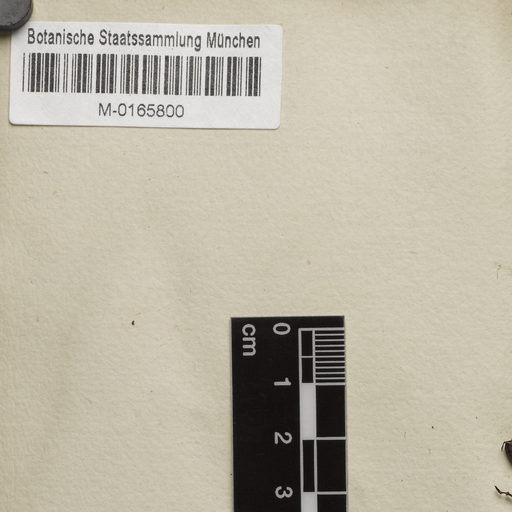 Botanische Staatssammlung München
M-0165800
cm
0
1
2
3